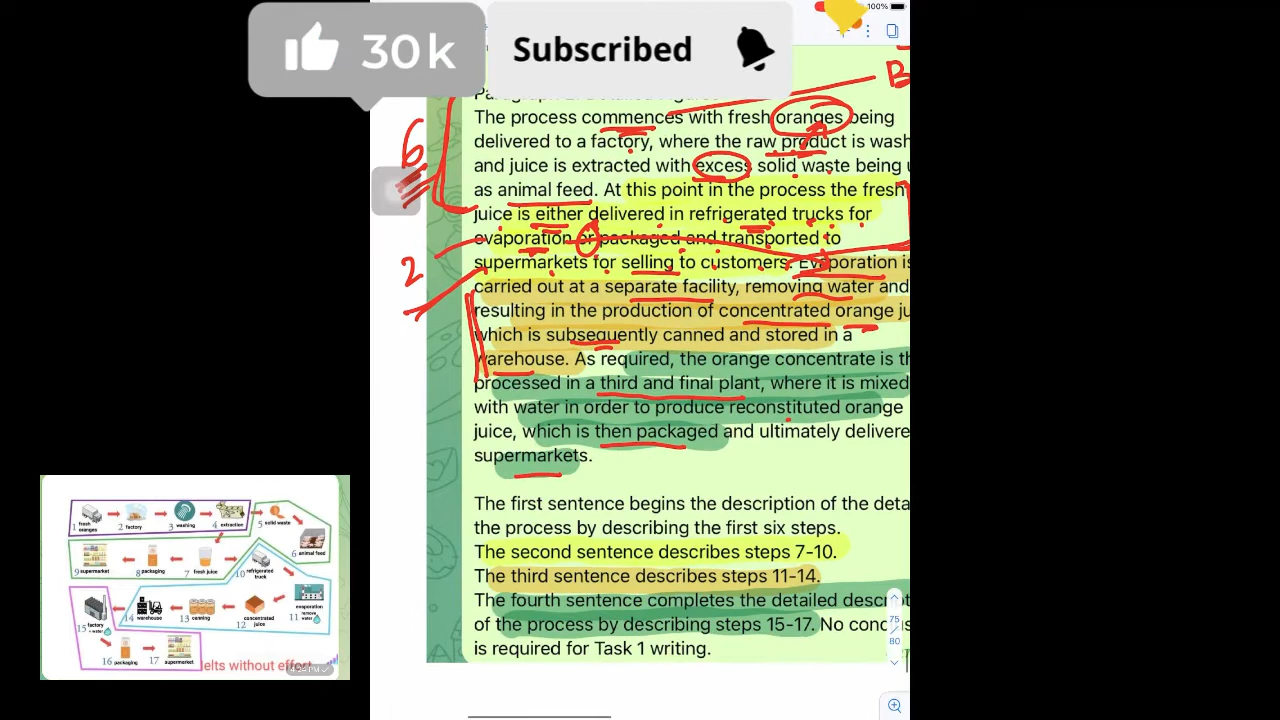 100%
30k
Subscribed
B
The process commences with fresh oranges being
delivered to a factory, where the raw product is wash
and juice is extracted with excess solid waste being u
as animal feed. At this point in the process the fresh
juice is either delivered in refrigerated trucks for
evaporation or packaged and transported to
supermarkets for selling to customers. Evaporation is
carried out at a separate facility, removing water and
resulting in the production of concentrated orange ju
which is subsequently canned and stored in a
warehouse. As required, the orange concentrate is th
processed in a third and final plant, where it is mixed
with water in order to produce reconstituted orange
juice, which is then packaged and ultimately delivere
supermarkets.
The first sentence begins the description of the deta
the process by describing the first six steps.
The second sentence describes steps 7-10.
The third sentence describes steps 11-14.
The fourth sentence completes the detailed descript
of the process by describing steps 15-17. No conclus
is required for Task 1 writing.
6
2
75
80
1 fresh oranges
2 factory
3 washing
4 extraction
5 solid waste
6 animal feed
9 supermarket
8 packaging
7 fresh juice
10 refrigerated truck
15 factory + water
14 warehouse
13 canning
12 concentrated juice
11 evaporation remove water
16 packaging
17 supermarket
Ielts without effort